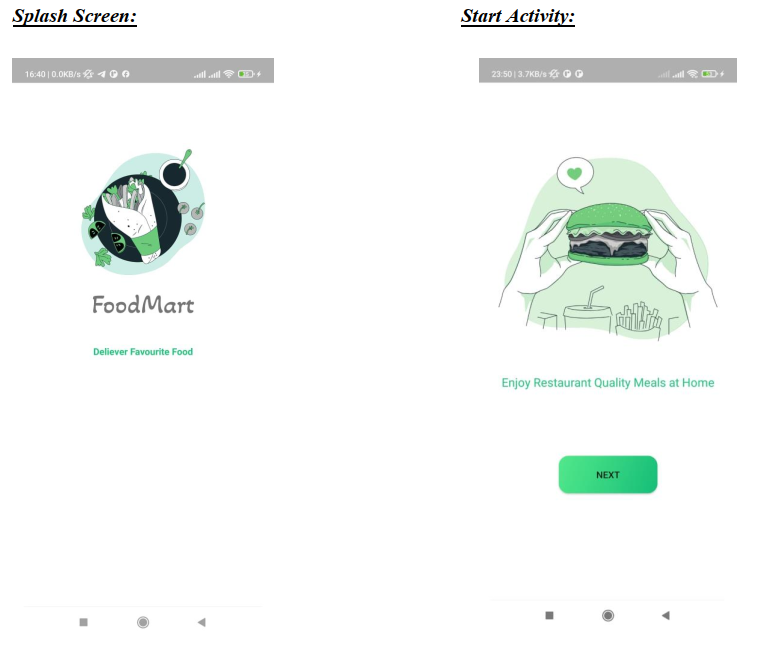 Splash Screen:
Start Activity:
16:40 | 0.0KB/s
23:50 | 3.7KB/s
FoodMart
Deliever Favourite Food
Enjoy Restaurant Quality Meals at Home
NEXT